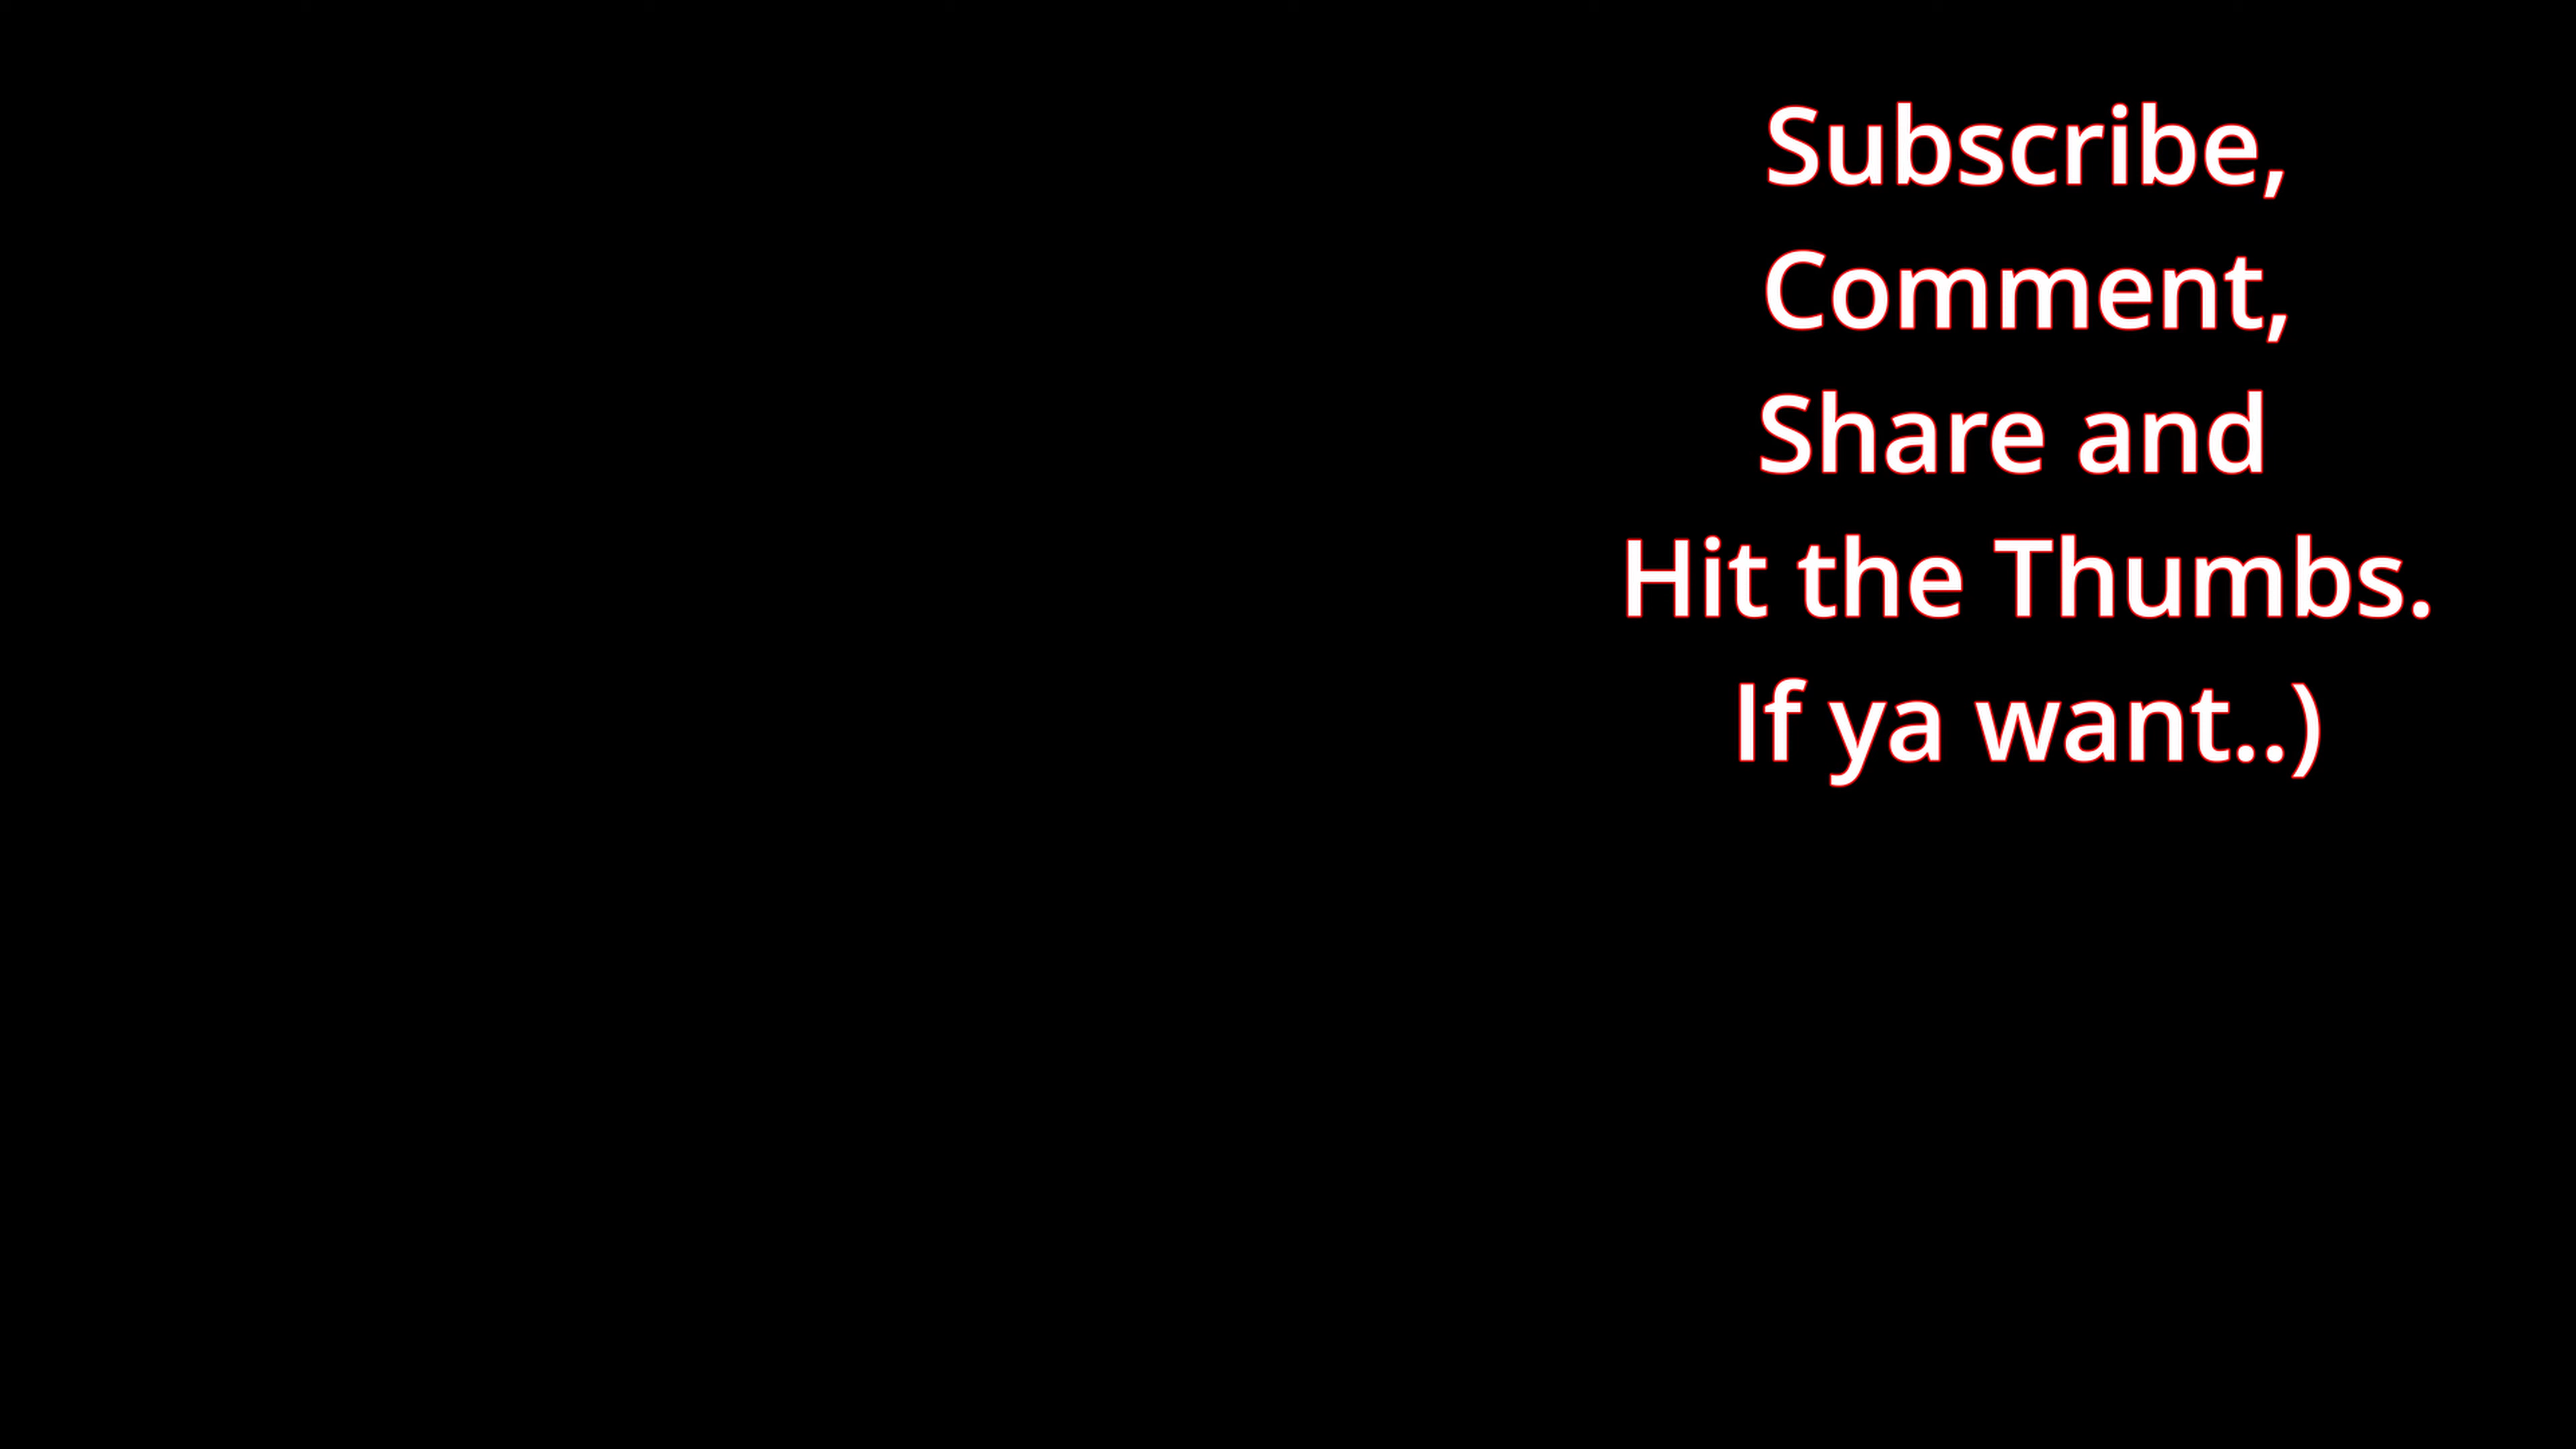 Subscribe,
Comment,
Share and
Hit the Thumbs.
If ya want..)